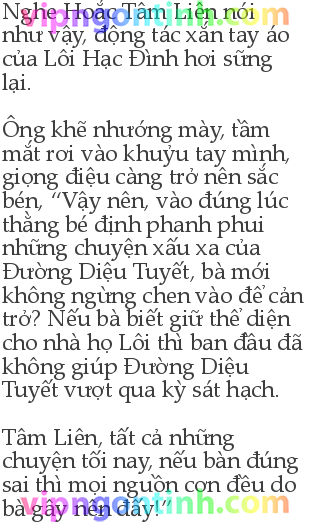 Nghe Hoắc Tâm Liên nói
vipngontinh.com
như vậy, động tác xắn tay áo
của Lôi Hạc Đình hơi sững
lại.
Ông khẽ nhướng mày, tầm
mắt rơi vào khuỷu tay mình,
giọng điệu càng trở nên sắc
bén, “Vậy nên, vào đúng lúc
thằng bé định phanh phui
những chuyện xấu xa của
Đường Diệu Tuyết, bà mới
không ngừng chen vào để cản
trở? Nếu bà biết giữ thể diện
cho nhà họ Lôi thì ban đầu đã
không giúp Đường Diệu
Tuyết vượt qua kỳ sát hạch.
Tâm Liên, tất cả những
chuyện tối nay, nếu bàn đúng
sai thì mọi nguồn cơn đều do
vipngontinh.com
bà gây nên đấy!”